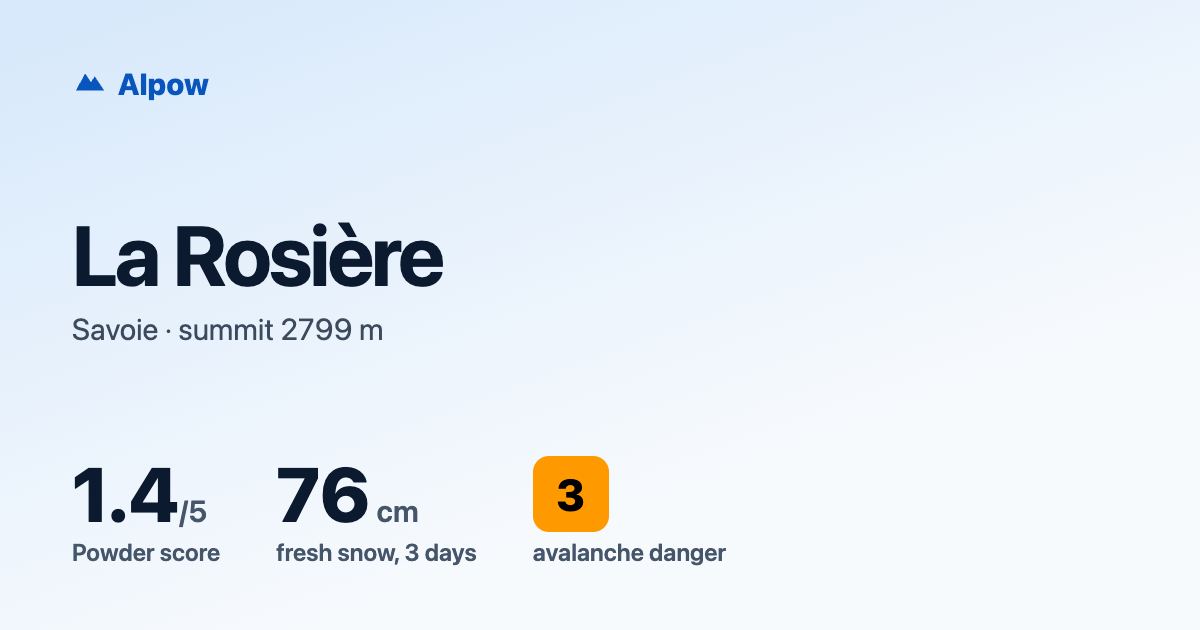 Alpow
La Rosière
Savoie · summit 2799 m
1.4/5
Powder score
76 cm
fresh snow, 3 days
3
avalanche danger